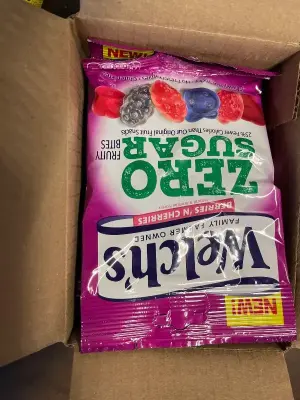 NEW!
FAMILY FARMER OWNED
Welch's
BERRIES 'N CHERRIES
ZERO
SUGAR
FRUITY
BITES
25% Fewer Calories Than Our Original Fruit Snacks
NEW!